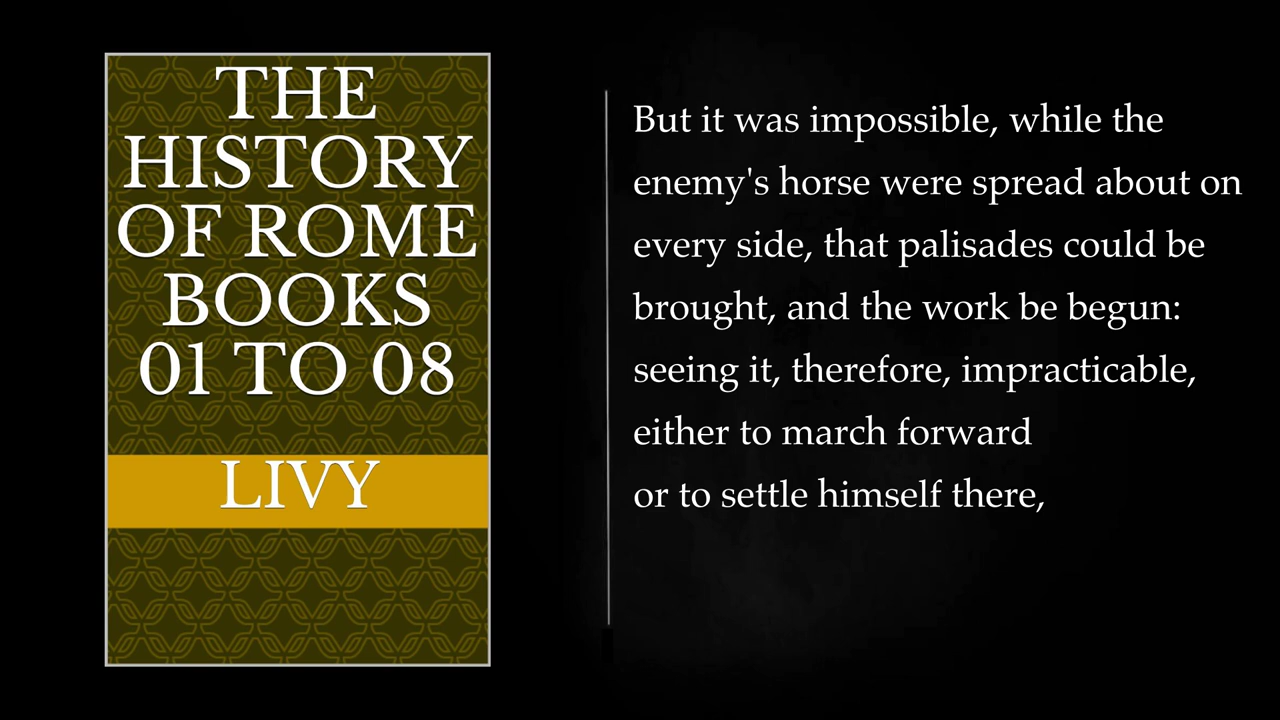 THE
HISTORY
OF ROME
BOOKS
01 TO 08
LIVY
But it was impossible, while the
enemy's horse were spread about on
every side, that palisades could be
brought, and the work be begun:
seeing it, therefore, impracticable,
either to march forward
or to settle himself there,